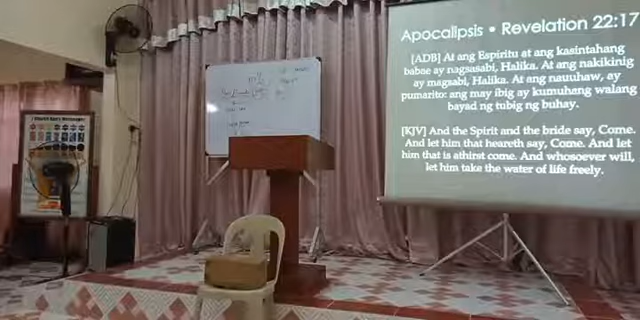 Apocalipsis • Revelation 22:17
[ADB] At ang Espiritu at ang kasintahang
babae ay nagsasabi, Halika. At ang nakikinig
ay magsabi, Halika. At ang nauuhaw, ay
pumarito: ang may ibig ay kumuhang walang
bayad ng tubig ng buhay.
[KJV] And the Spirit and the bride say, Come.
And let him that heareth say, Come. And let
him that is athirst come. And whosoever will,
let him take the water of life freely.